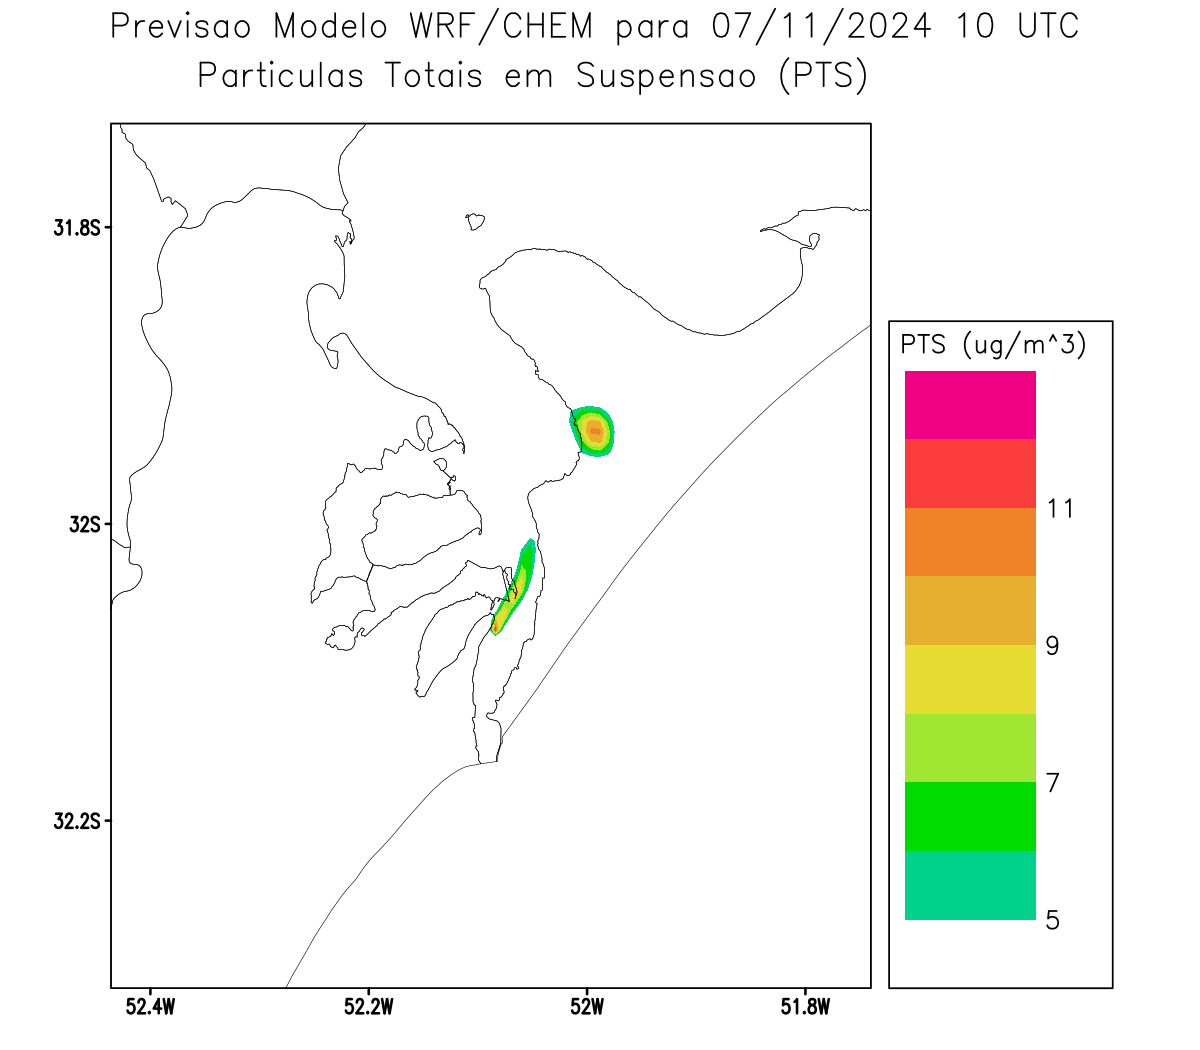 Previsao Modelo WRF/CHEM para 07/11/2024 10 UTC
Particulas Totais em Suspensao (PTS)
31.8S
32S
32.2S
52.4W
52.2W
52W
51.8W
PTS (ug/m^3)
11
9
7
5